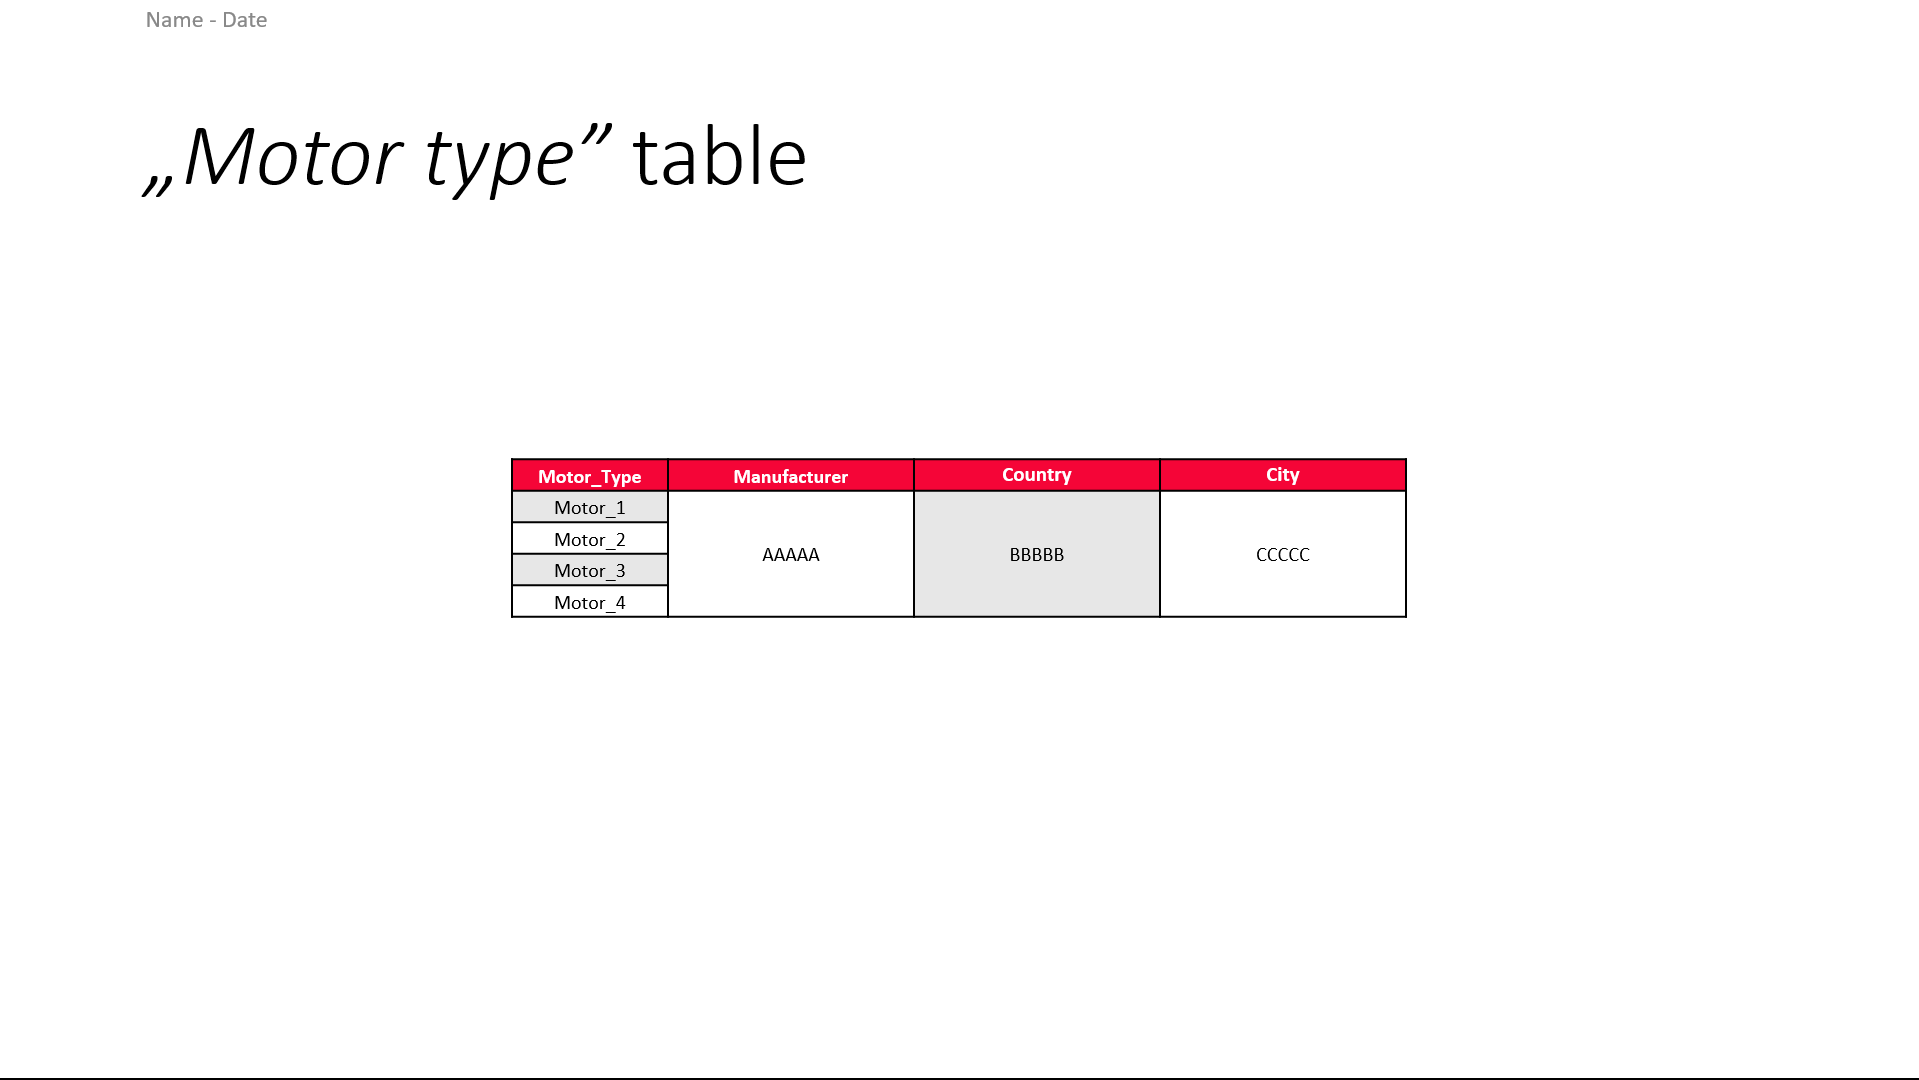 Name - Date
„Motor type” table
Motor_Type Manufacturer Country City
Motor_1
Motor_2
AAAAA BBBBB CCCCC
Motor_3
Motor_4